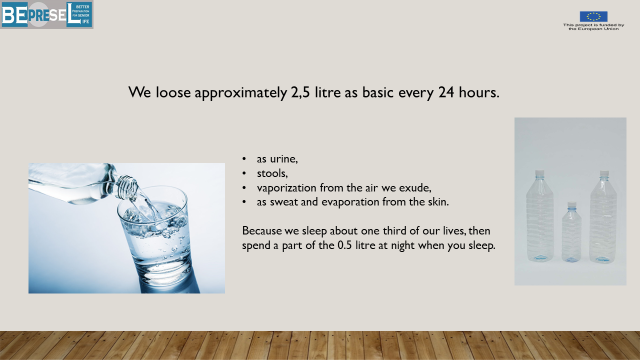 BEPRESEL
BETTER
PREVENTION
FOR SENIOR
LIFE
This project is funded by
the European Union
We loose approximately 2,5 litre as basic every 24 hours.
• as urine,
• stools,
• vaporization from the air we exude,
• as sweat and evaporation from the skin.
Because we sleep about one third of our lives, then
spend a part of the 0.5 litre at night when you sleep.